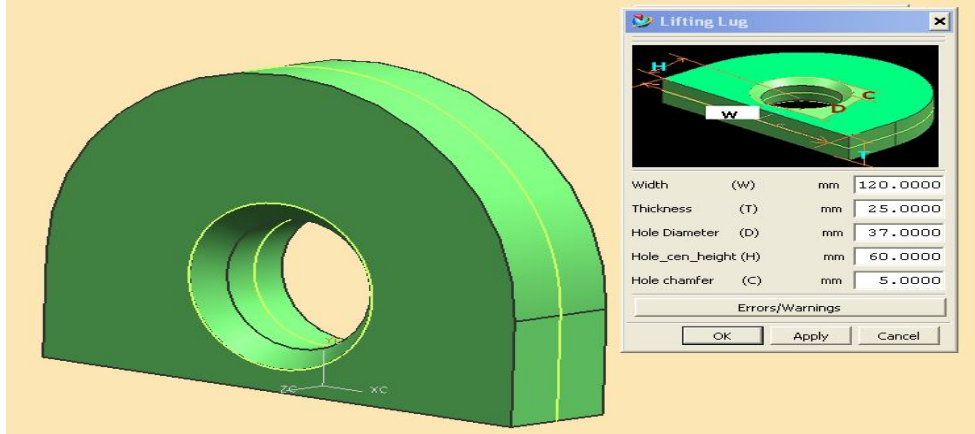 Lifting Lug
H
C
D
W
T
Width (W) mm 120.0000
Thickness (T) mm 25.0000
Hole Diameter (D) mm 37.0000
Hole_cen_height (H) mm 60.0000
Hole chamfer (C) mm 5.0000
Errors/Warnings
OK Apply Cancel
ZC XC